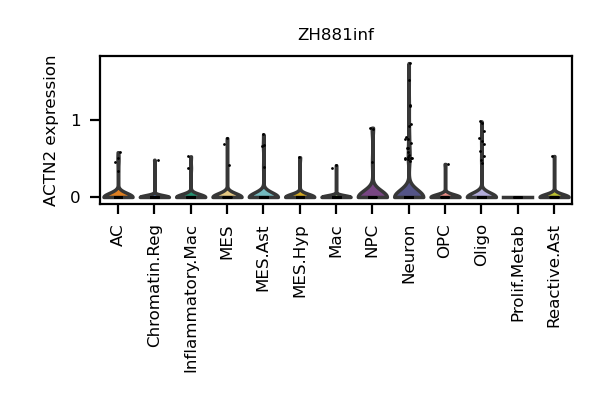 ZH881inf
ACTN2 expression
1
0
AC
Chromatin.Reg
Inflammatory.Mac
MES
MES.Ast
MES.Hyp
Mac
NPC
Neuron
OPC
Oligo
Prolif.Metab
Reactive.Ast